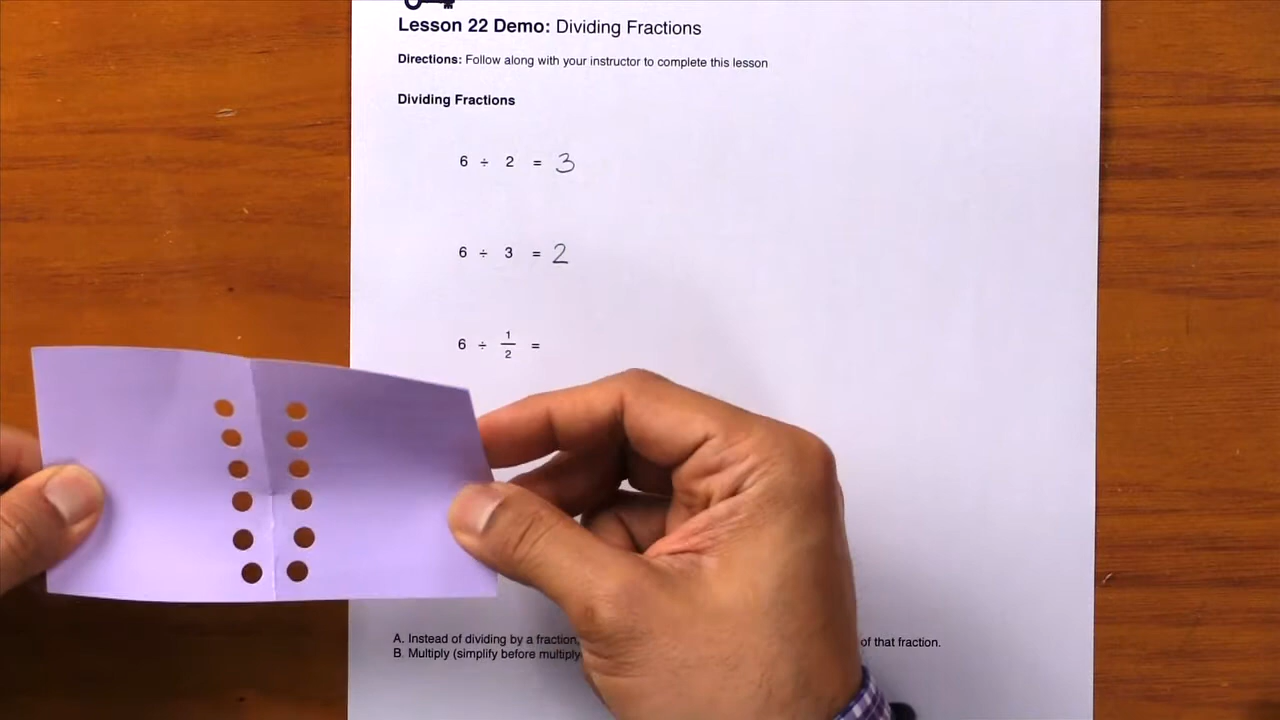 Lesson 22 Demo: Dividing Fractions
Directions: Follow along with your instructor to complete this lesson
Dividing Fractions
6 ÷ 2 = 3
6 ÷ 3 = 2
6 ÷ 1/2 =
A. Instead of dividing by a fraction, of that fraction.
B. Multiply (simplify before multiply